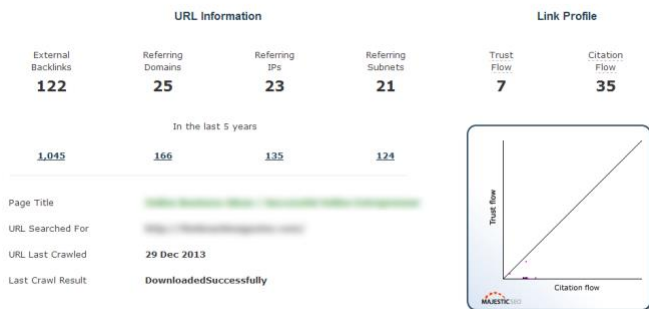 URL Information
Link Profile
External Backlinks
Referring Domains
Referring IPs
Referring Subnets
Trust Flow
Citation Flow
122
25
23
21
7
35
In the last 5 years
1,045
166
135
124
Page Title
URL Searched For
URL Last Crawled
29 Dec 2013
Last Crawl Result
DownloadedSuccessfully
Trust flow
Citation flow
MAJESTICSEO